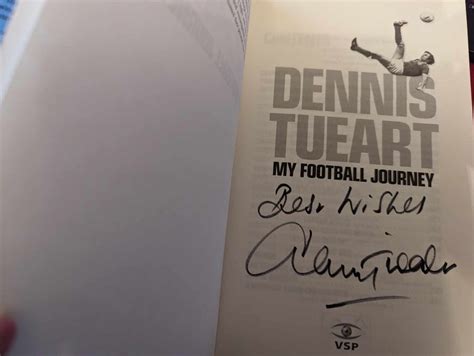 DENNIS
TUEART
MY FOOTBALL JOURNEY
Best Wishes
VSP